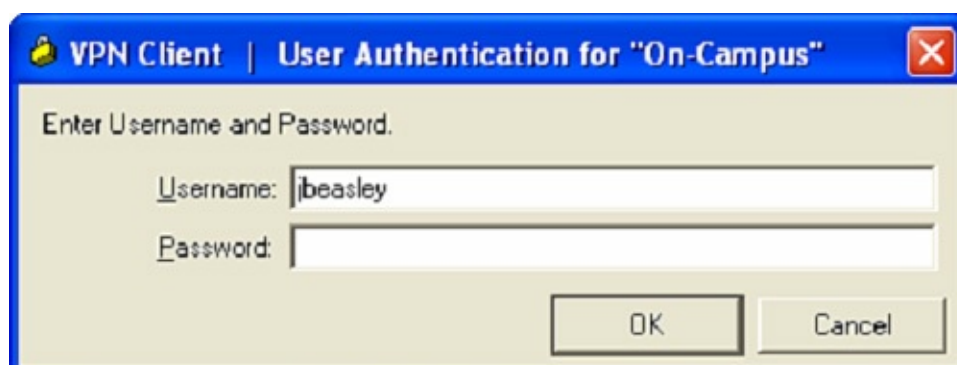 VPN Client | User Authentication for "On-Campus"
Enter Username and Password.
Username: jbeasley
Password:
OK Cancel